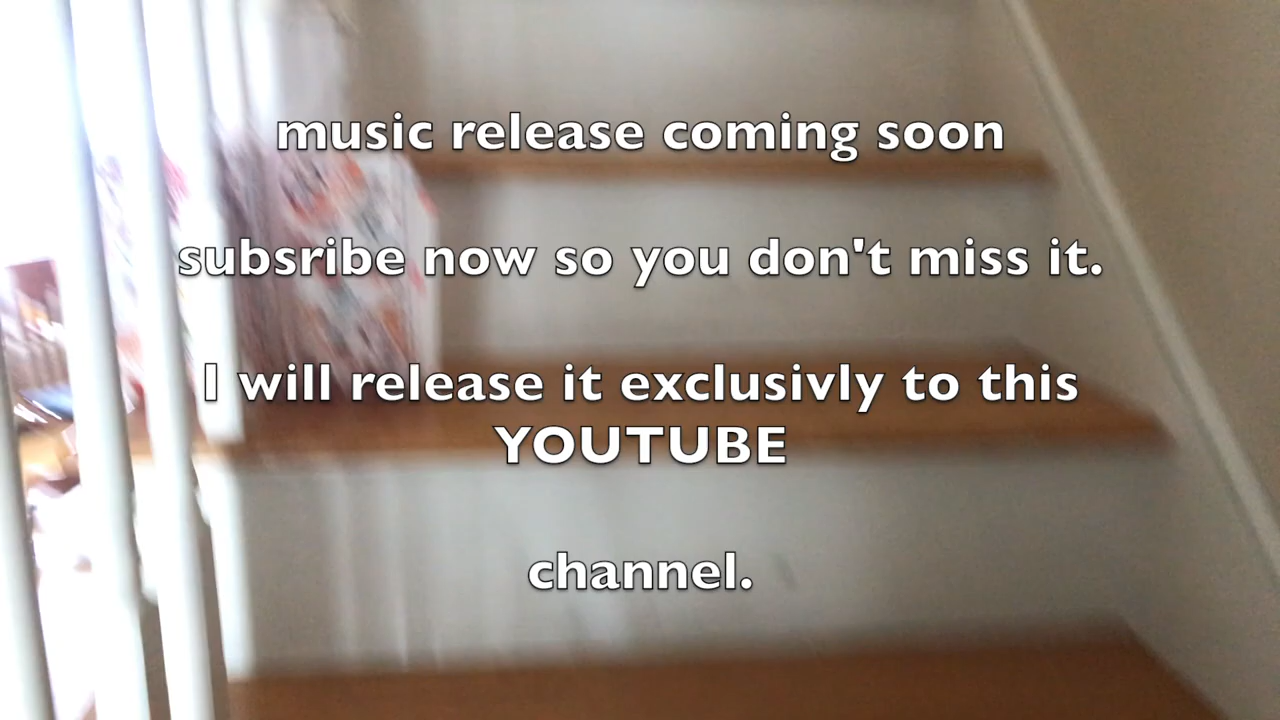 music release coming soon
subsribe now so you don't miss it.
I will release it exclusivly to this
YOUTUBE
channel.